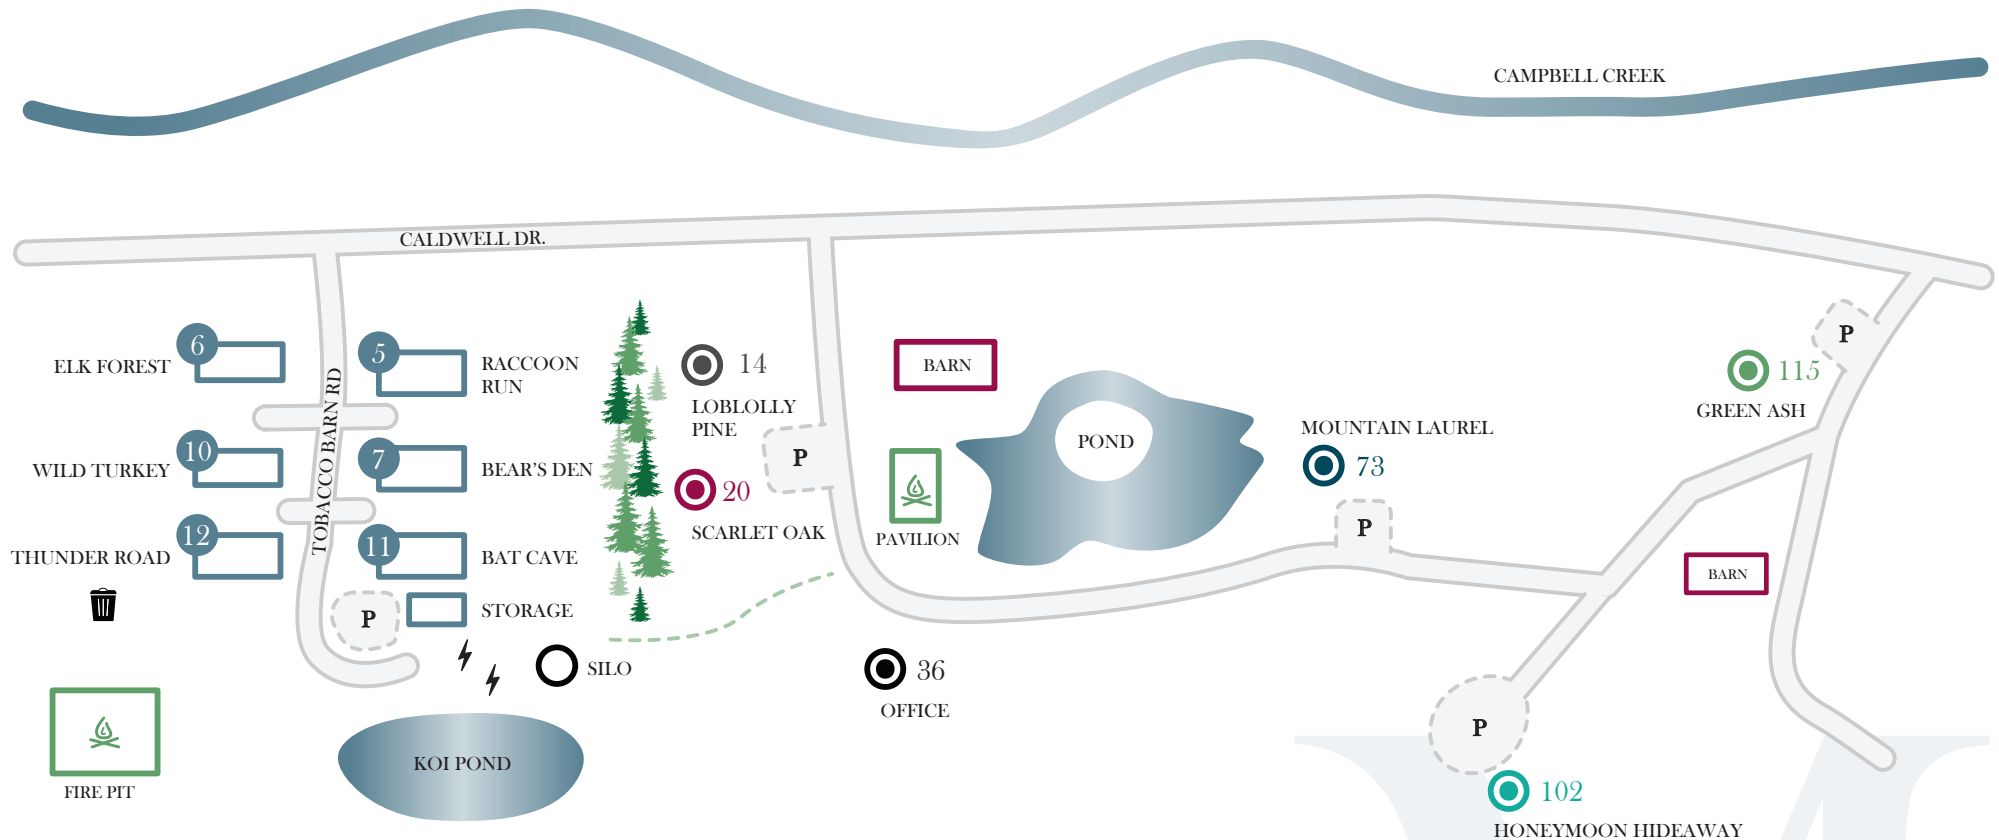 CAMPBELL CREEK
CALDWELL DR.
TOBACCO BARN RD
6
ELK FOREST
5
RACCOON
RUN
10
WILD TURKEY
7
BEAR'S DEN
12
THUNDER ROAD
11
BAT CAVE
P
STORAGE
SILO
FIRE PIT
KOI POND
14
LOBLOLLY
PINE
P
20
SCARLET OAK
BARN
PAVILION
POND
36
OFFICE
MOUNTAIN LAUREL
73
P
P
115
GREEN ASH
BARN
P
102
HONEYMOON HIDEAWAY